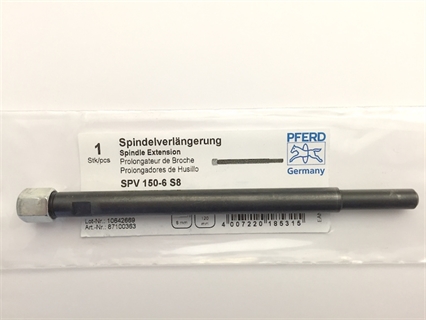 1
Stk/pcs
Spindelverlängerung
Spindle Extension
Prolongateur de Broche
Prolongadores de Husillo
SPV 150-6 S8
PFERD
Germany
Lot-Nr.: 10842669
Art.-Nr.: 67100363
4 007220 185315